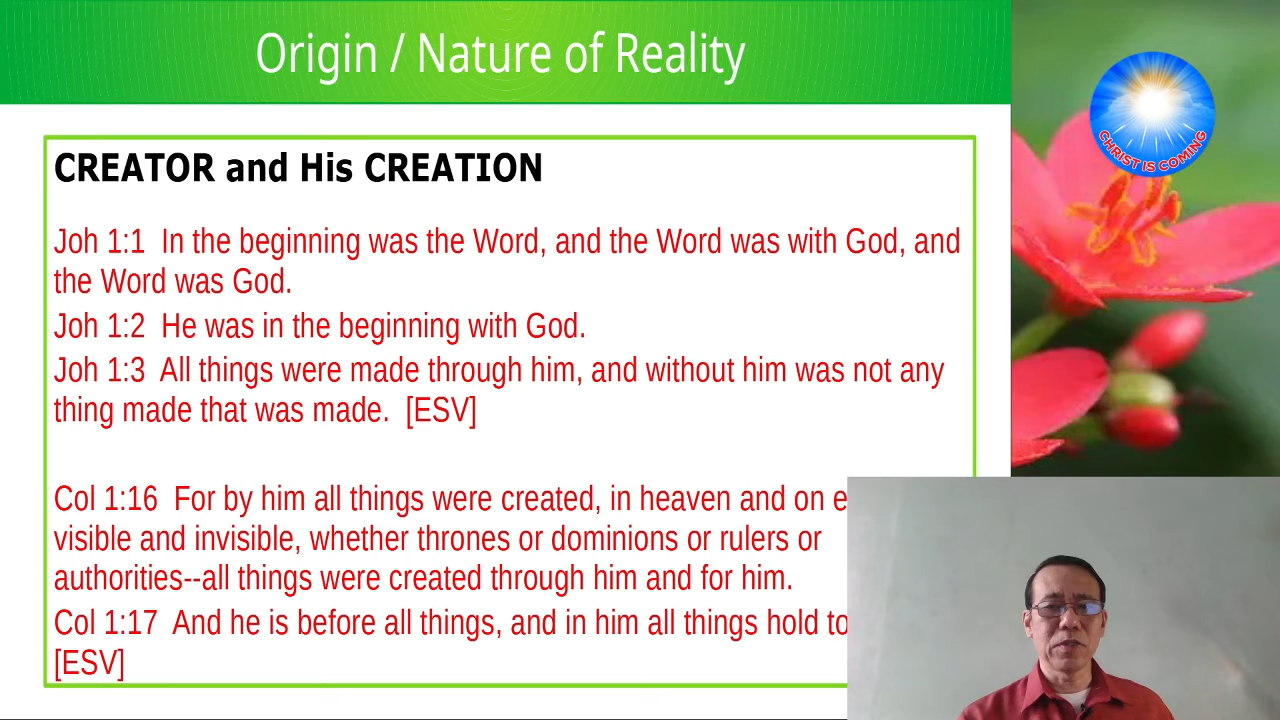 Origin / Nature of Reality
CHRIST IS COMING
CREATOR and His CREATION
Joh 1:1 In the beginning was the Word, and the Word was with God, and
the Word was God.
Joh 1:2 He was in the beginning with God.
Joh 1:3 All things were made through him, and without him was not any
thing made that was made. [ESV]
Col 1:16 For by him all things were created, in heaven and on
visible and invisible, whether thrones or dominions or rulers or
authorities--all things were created through him and for him.
Col 1:17 And he is before all things, and in him all things hold
[ESV]